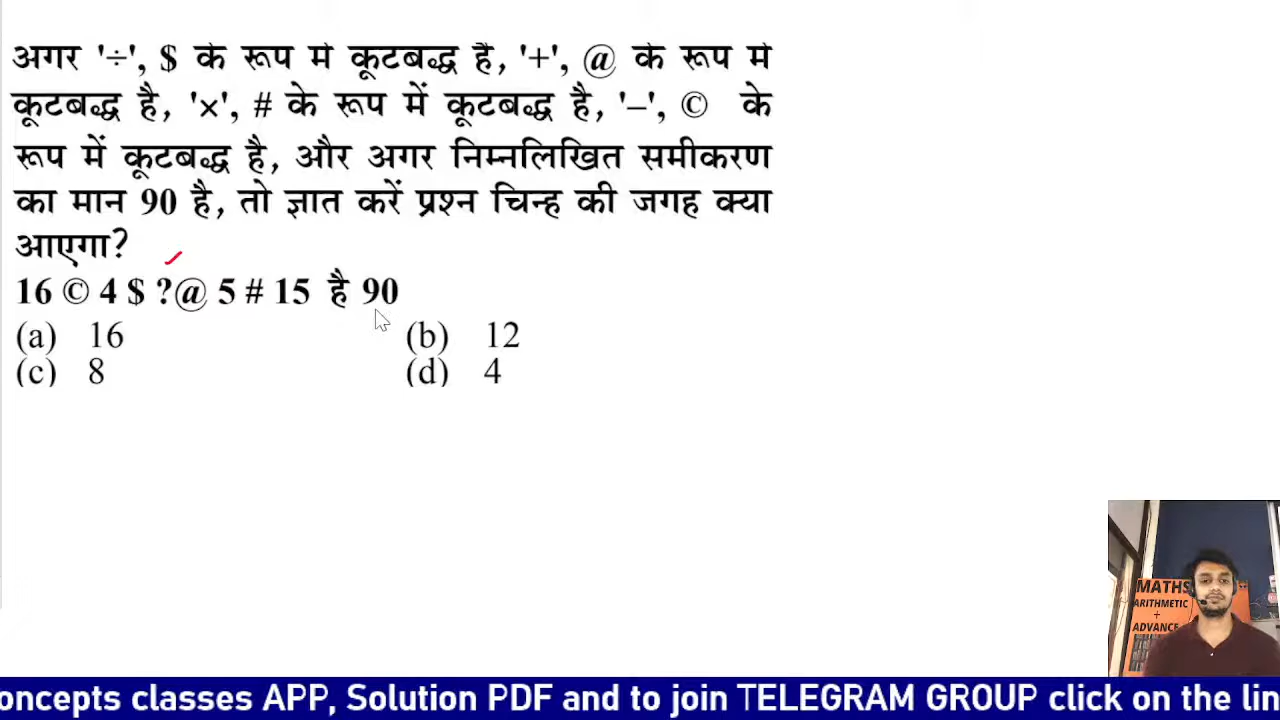 अगर '÷', $ के रूप में कूटबद्ध है, '+', @ के रूप में
कूटबद्ध है, '×', # के रूप में कूटबद्ध है, '–', © के
रूप में कूटबद्ध है, और अगर निम्नलिखित समीकरण
का मान 90 है, तो ज्ञात करें प्रश्न चिन्ह की जगह क्या
आएगा?
16 © 4 $ ?@ 5 # 15 है 90
(a) 16 (b) 12
(c) 8 (d) 4
MATHS
ARITHMETIC
+
ADVANCE
oncepts classes APP, Solution PDF and to join TELEGRAM GROUP click on the lin